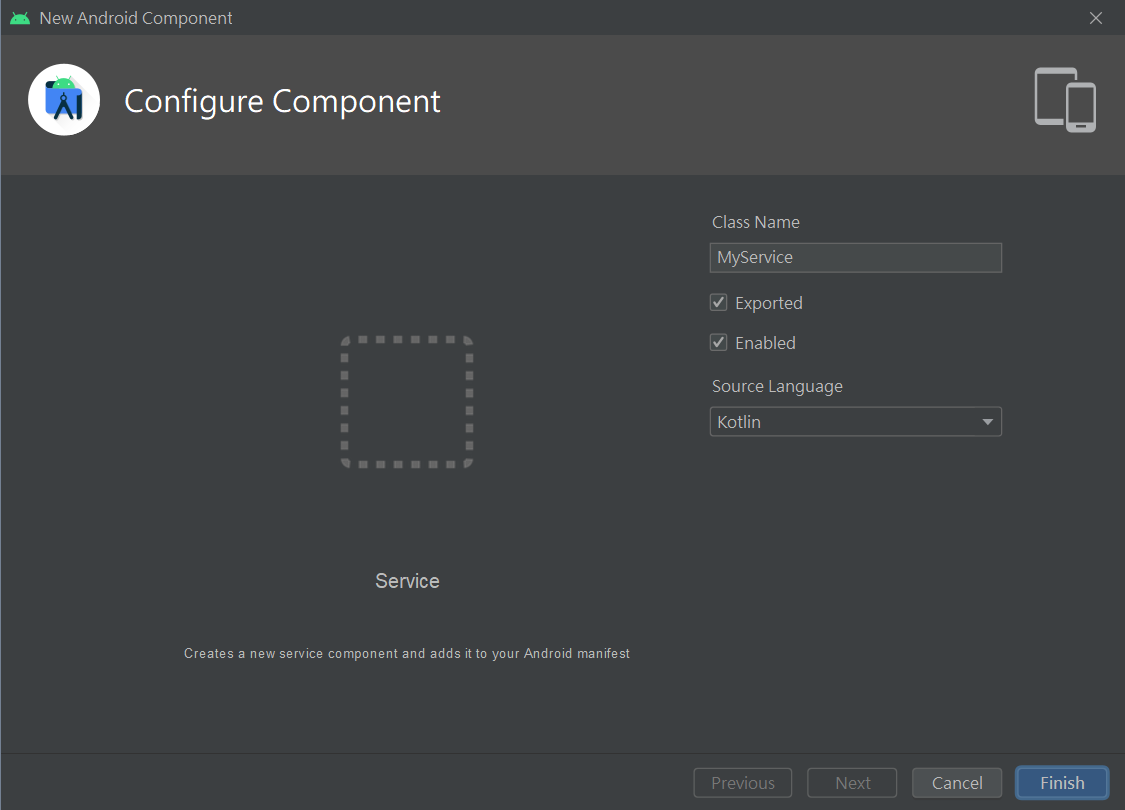 New Android Component
Configure Component
Class Name
MyService
Exported
Enabled
Source Language
Kotlin
Service
Creates a new service component and adds it to your Android manifest
Previous
Next
Cancel
Finish